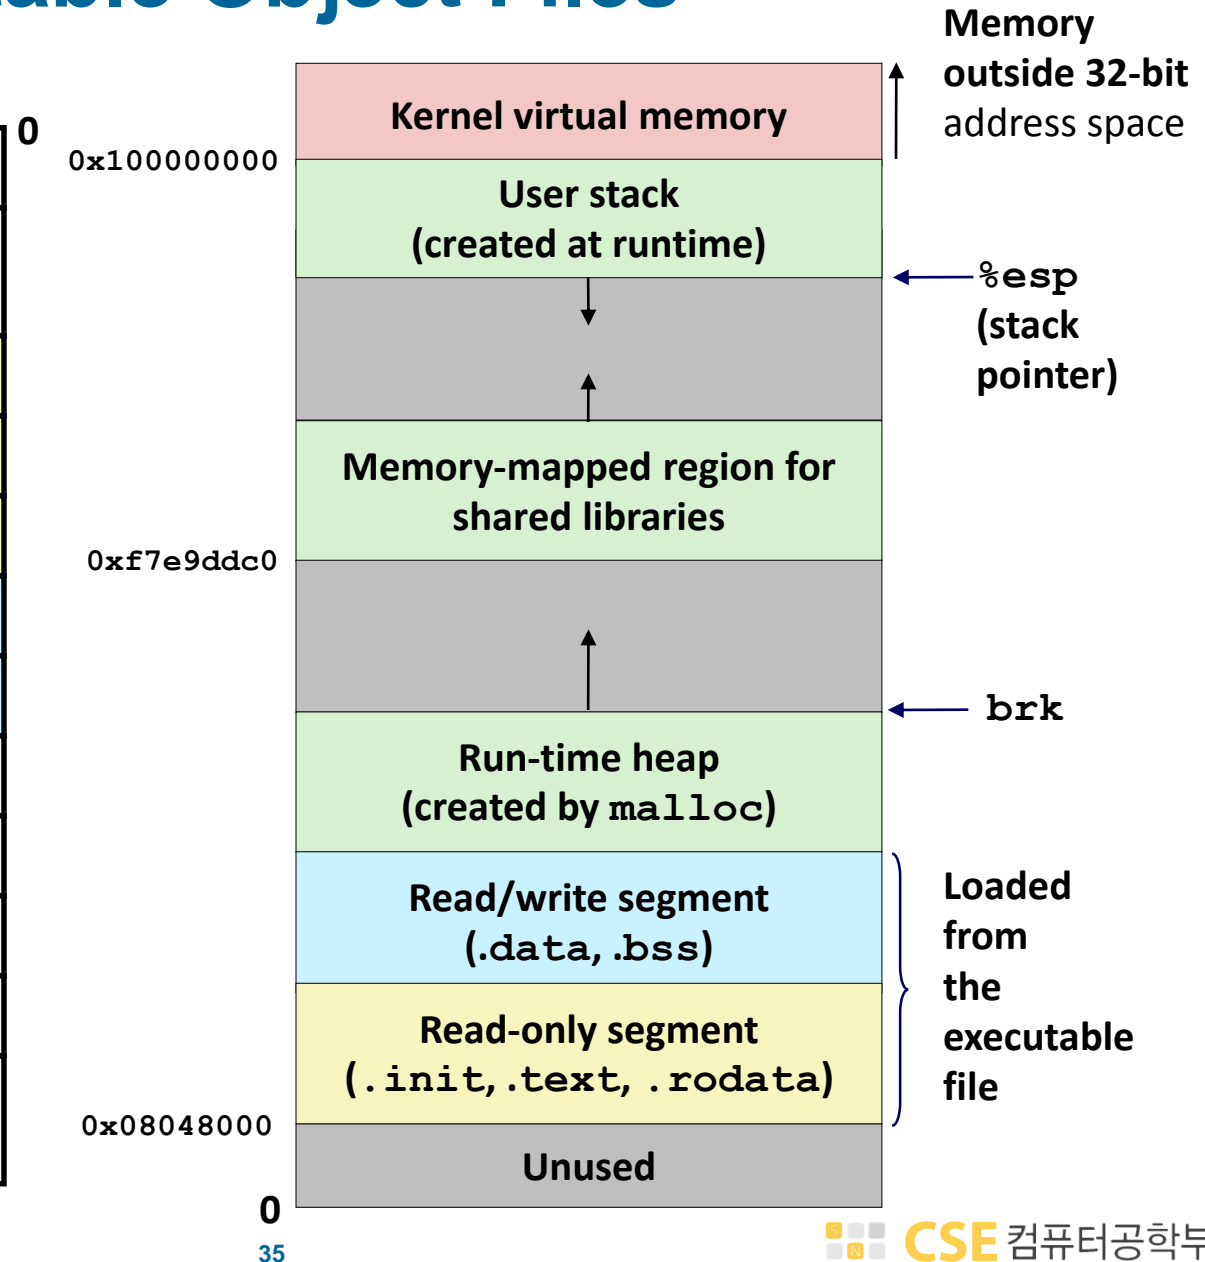 able Object Files
Memory
outside 32-bit
address space
0
Kernel virtual memory
0x100000000
User stack
(created at runtime)
%esp
(stack
pointer)
Memory-mapped region for
shared libraries
0xf7e9ddc0
brk
Run-time heap
(created by malloc)
Read/write segment
(.data, .bss)
Loaded
from
the
executable
file
Read-only segment
(.init, .text, .rodata)
0x08048000
Unused
0
35
S N
CSE 컴퓨터공학부